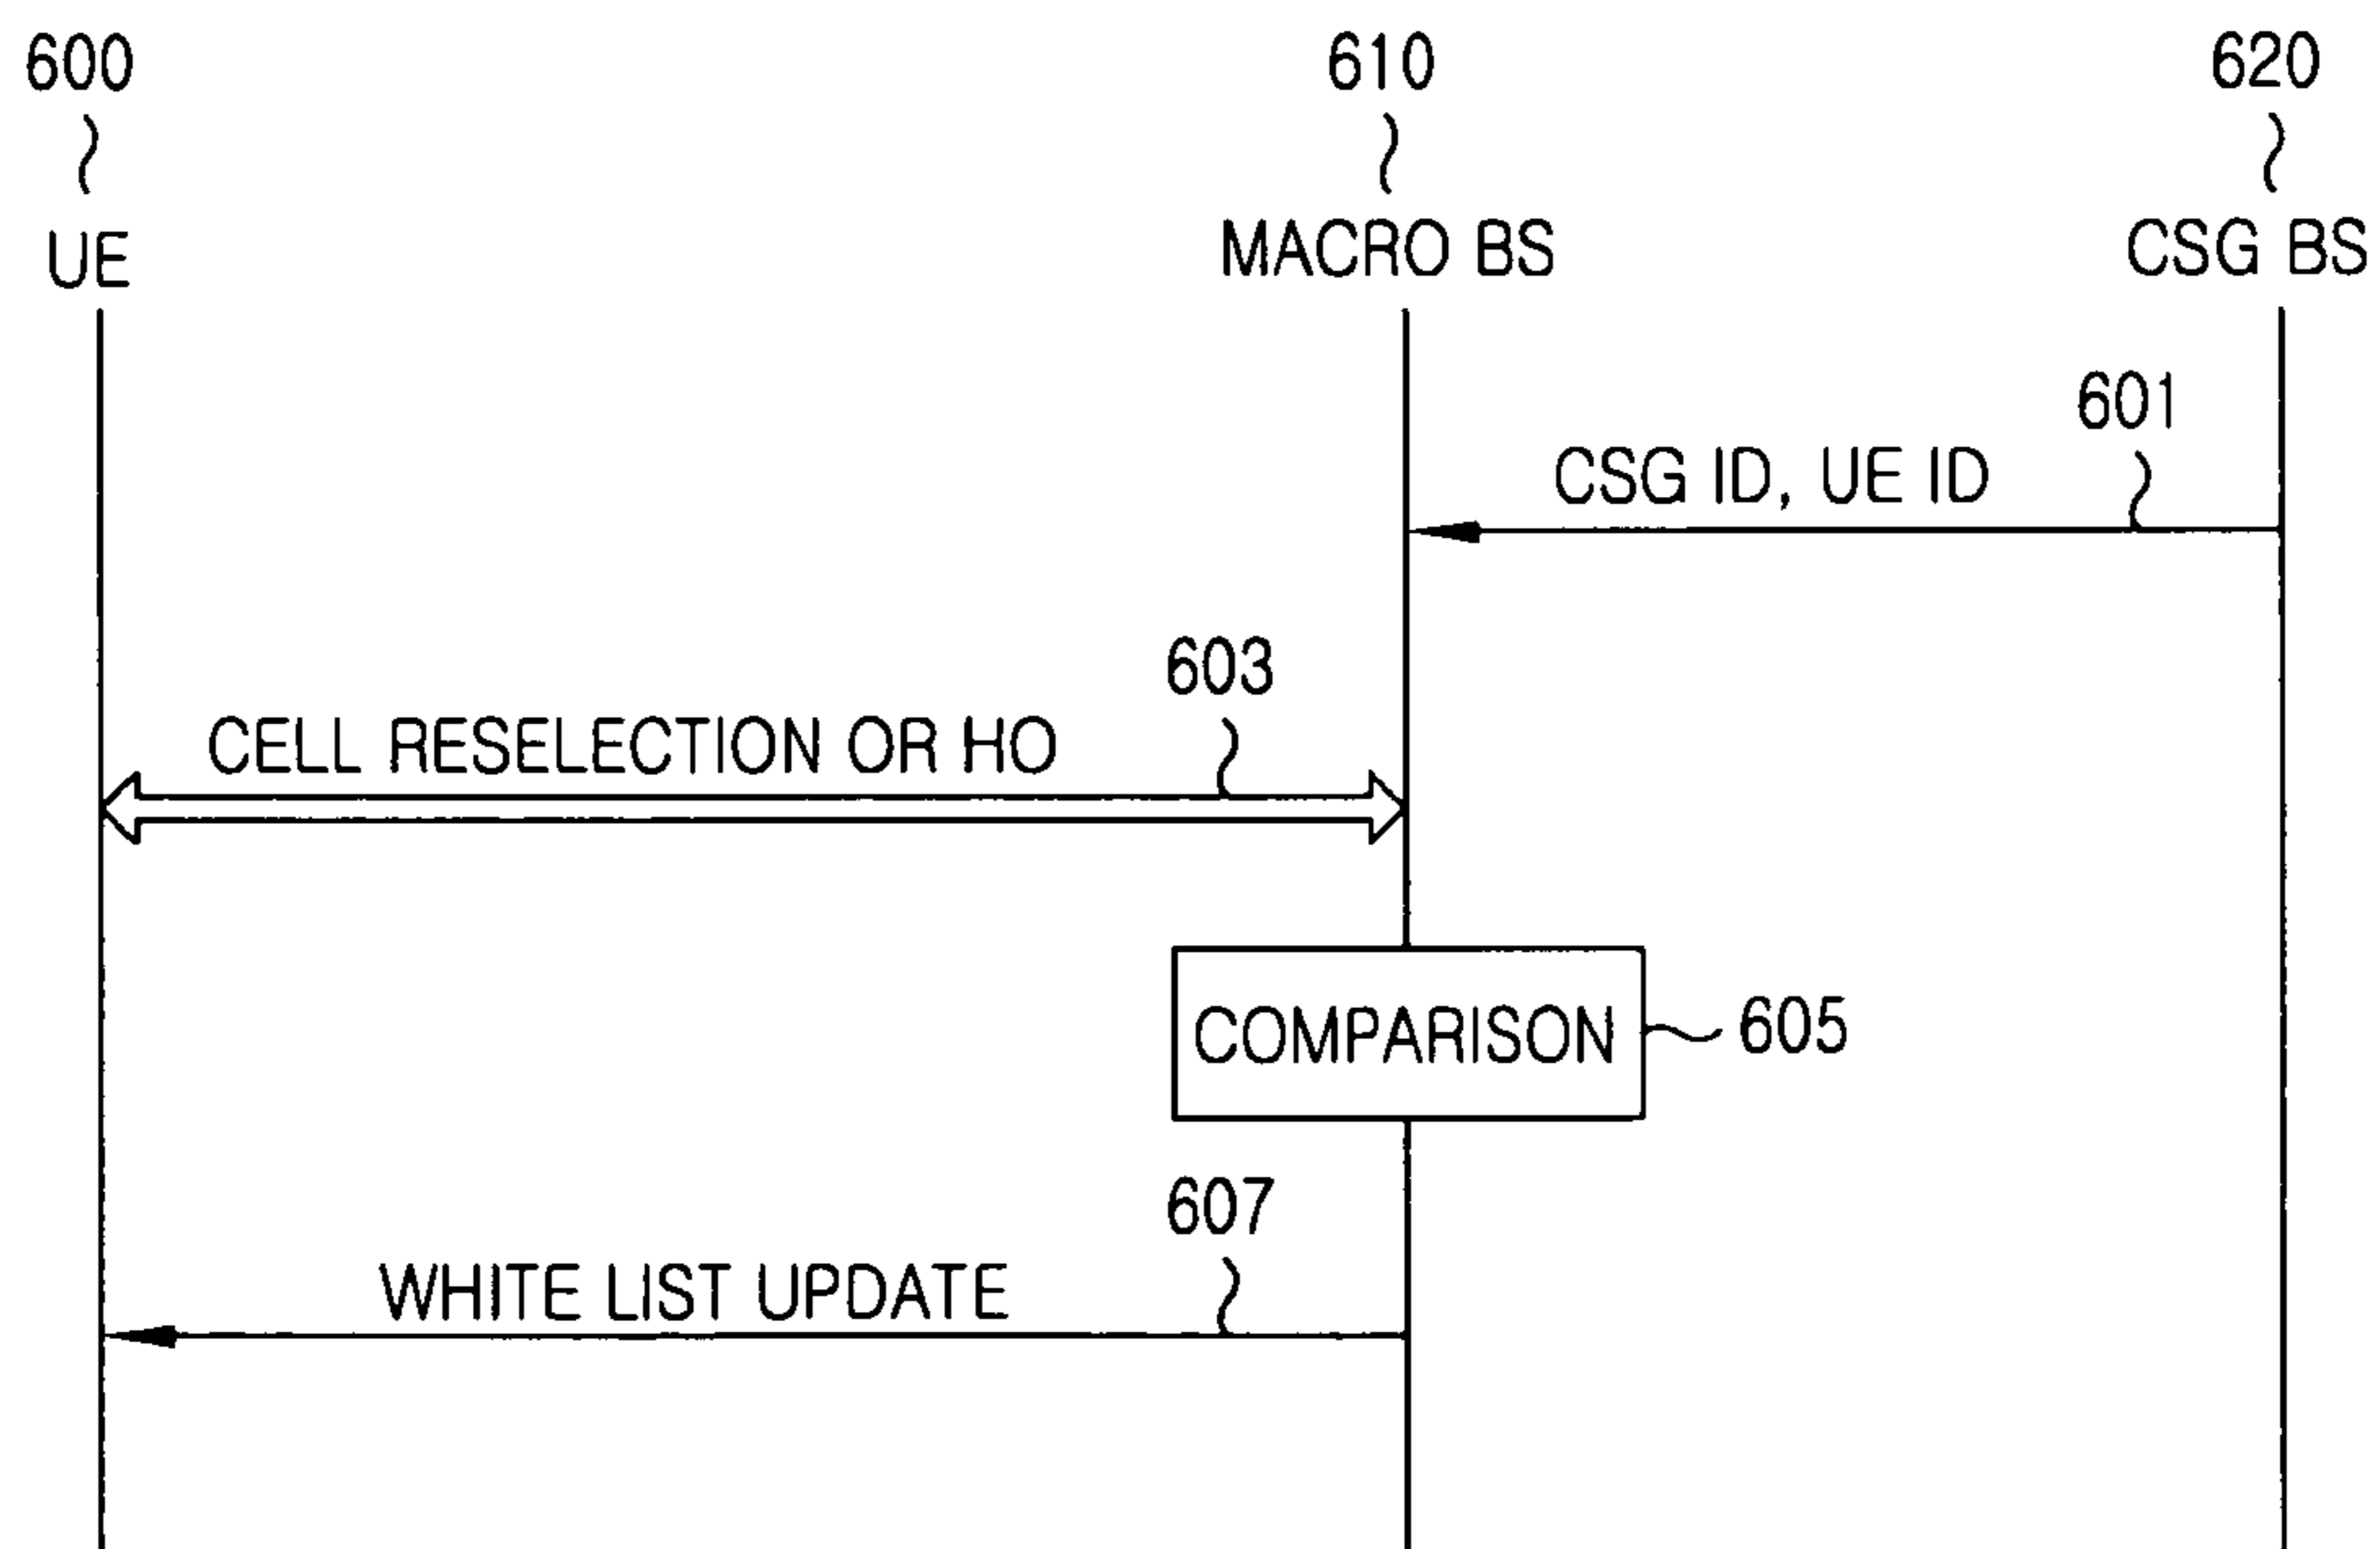 600 610 620
UE MACRO BS CSG BS
601
CSG ID, UE ID
603
CELL RESELECTION OR HO
COMPARISON 605
607
WHITE LIST UPDATE